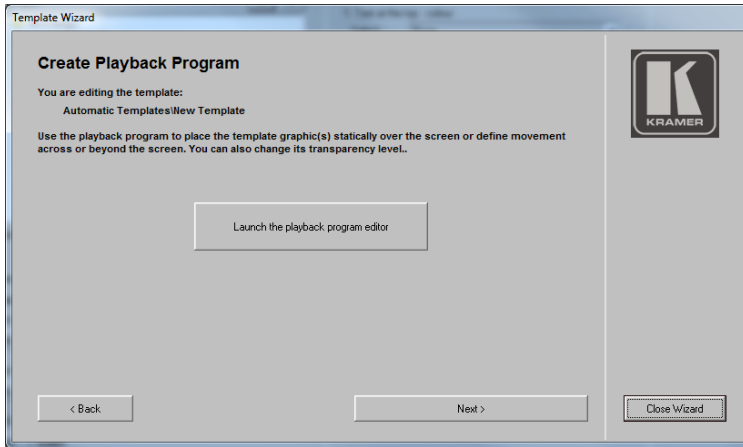 Template Wizard
Create Playback Program
You are editing the template:
Automatic Templates\New Template
Use the playback program to place the template graphic(s) statically over the screen or define movement
across or beyond the screen. You can also change its transparency level..
Launch the playback program editor
< Back
Next >
KRAMER
Close Wizard